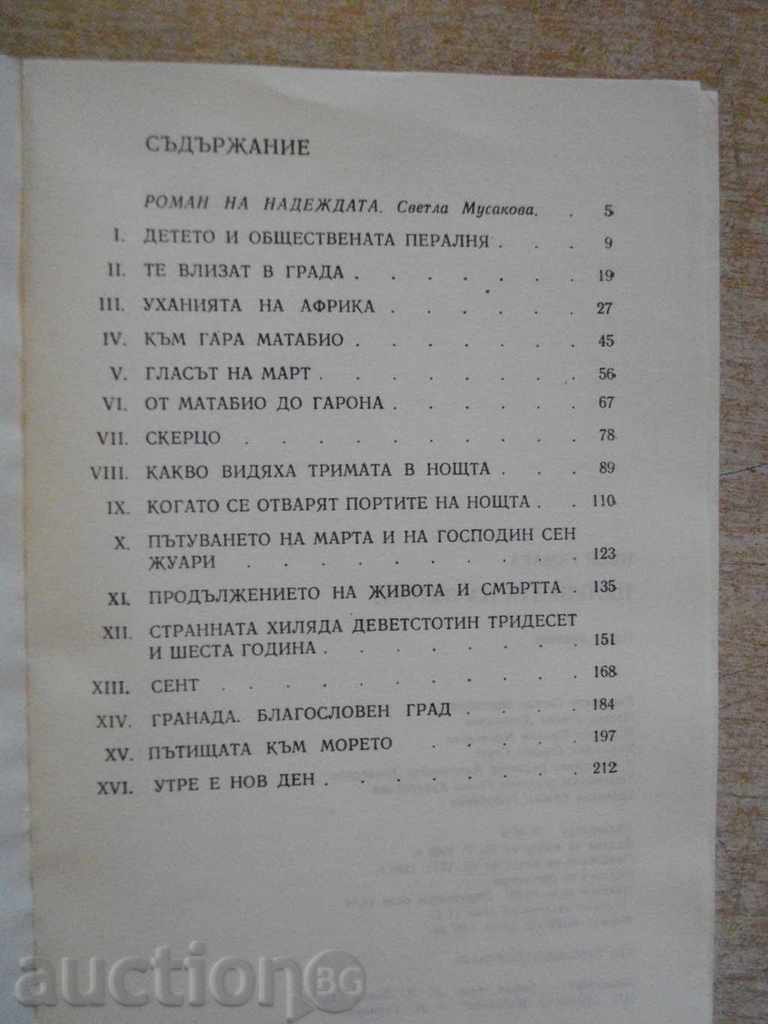 СЪДЪРЖАНИЕ
РОМАН НА НАДЕЖДАТА. Светла Мусакова. . 5
I. ДЕТЕТО И ОБЩЕСТВЕНАТА ПЕРАЛНЯ . . . 9
II. ТЕ ВЛИЗАТ В ГРАДА . . . . . . 19
III. УХАНИЯТА НА АФРИКА . . . . . . 27
IV. КЪМ ГАРА МАТАБИО . . . . . . . 45
V. ГЛАСЪТ НА МАРТ . . . . . . . . 56
VI. ОТ МАТАБИО ДО ГАРОНА . . . . . . 67
VII. СКЕРЦО . . . . . . . . . 78
VIII. КАКВО ВИДЯХА ТРИМАТА В НОЩТА . . . 89
IX. КОГАТО СЕ ОТВАРЯТ ПОРТИТЕ НА НОЩТА . . 110
X. ПЪТУВАНЕТО НА МАРТА И НА ГОСПОДИН СЕН
ЖУАРИ . . . . . . . . . 123
XI. ПРОДЪЛЖЕНИЕТО НА ЖИВОТА И СМЪРТТА . 135
XII. СТРАННАТА ХИЛЯДА ДЕВЕТСТОТИН ТРИДЕСЕТ
И ШЕСТА ГОДИНА . . . . . . . 151
XIII. СЕНТ . . . . . . . . . . 168
XIV. ГРАНАДА. БЛАГОСЛОВЕН ГРАД . . . . 184
XV. ПЪТИЩАТА КЪМ МОРЕТО . . . . . 197
XVI. УТРЕ Е НОВ ДЕН . . . . . . . 212
auctionBG